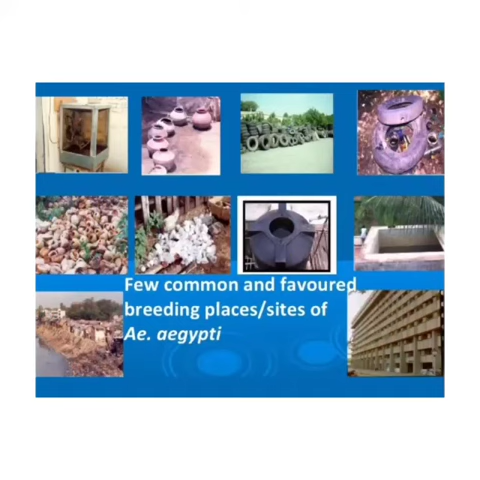 Few common and favoured
breeding places/sites of
Ae. aegypti